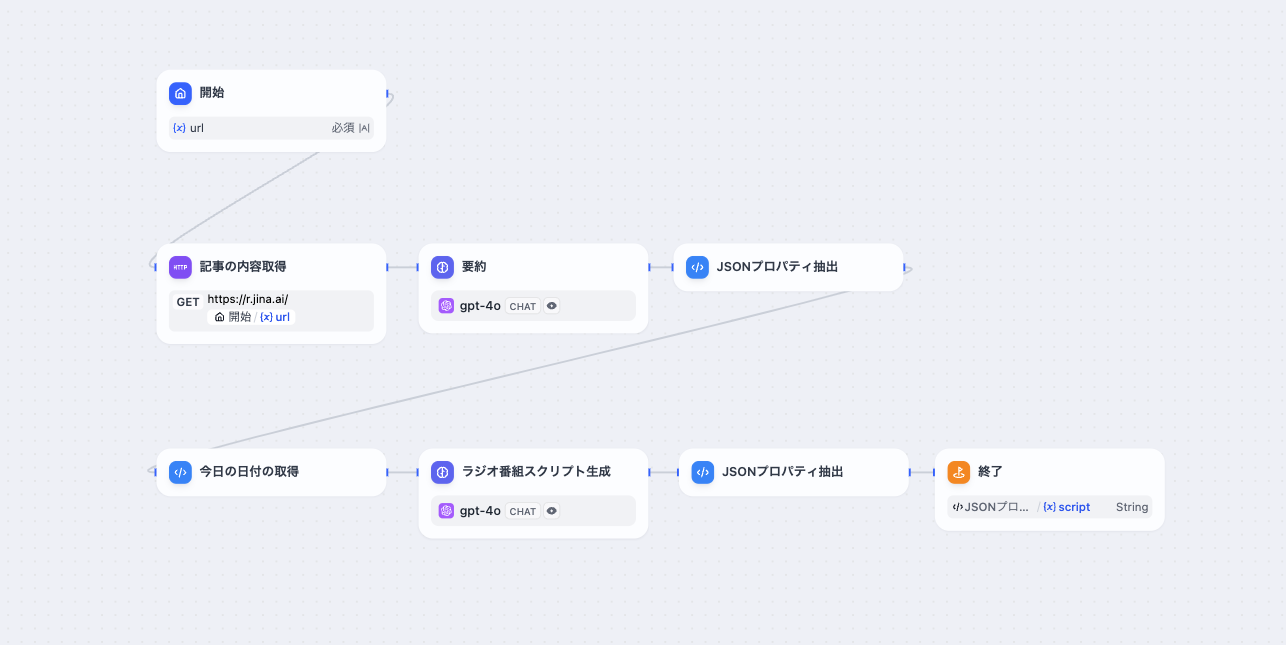 開始
{x} url 必須 |A|
HTTP 記事の内容取得
GET https://r.jina.ai/
開始 / {x} url
要約
gpt-4o CHAT
JSONプロパティ抽出
今日の日付の取得
ラジオ番組スクリプト生成
gpt-4o CHAT
JSONプロパティ抽出
終了
JSONプロ... / {x} script String